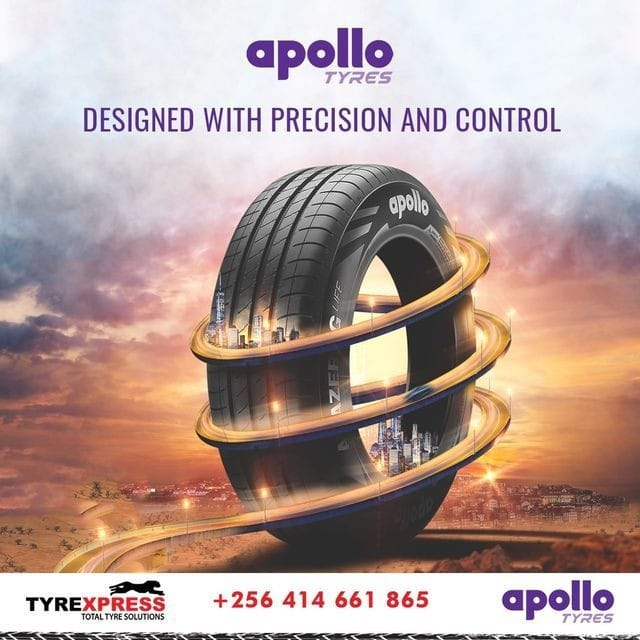 apollo
TYRES
DESIGNED WITH PRECISION AND CONTROL
apollo
TYREXPRESS
TOTAL TYRE SOLUTIONS
+256 414 661 865
apollo
TYRES